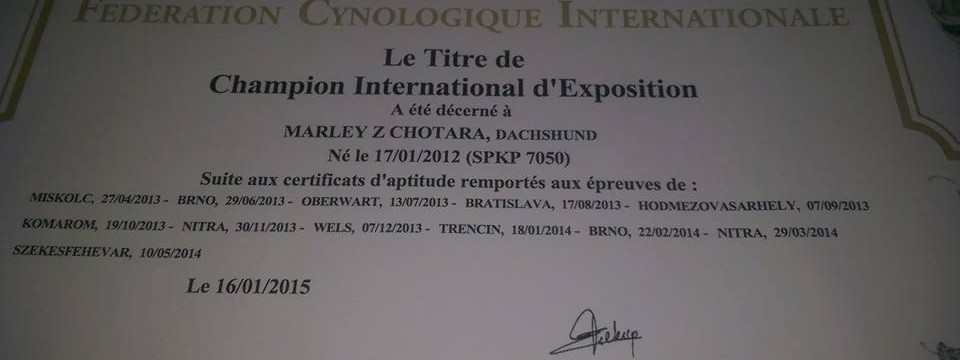 FEDERATION CYNOLOGIQUE INTERNATIONALE
Le Titre de
Champion International d'Exposition
A été décerné à
MARLEY Z CHOTARA, DACHSHUND
Né le 17/01/2012 (SPKP 7050)
Suite aux certificats d'aptitude remportés aux épreuves de :
MISKOLC, 27/04/2013 - BRNO, 29/06/2013 - OBERWART, 13/07/2013 - BRATISLAVA, 17/08/2013 - HODMEZOVASARHELY, 07/09/2013
KOMAROM, 19/10/2013 - NITRA, 30/11/2013 - WELS, 07/12/2013 - TRENCIN, 18/01/2014 - BRNO, 22/02/2014 - NITRA, 29/03/2014
SZEKESFEHEVAR, 10/05/2014
Le 16/01/2015